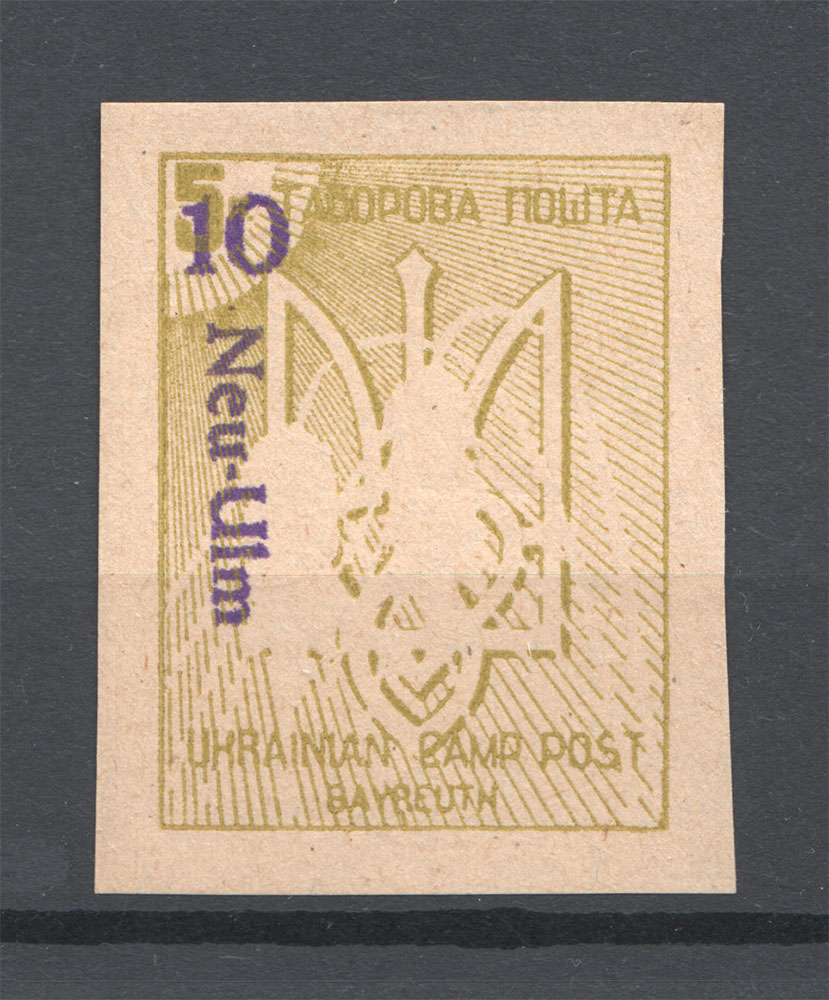 5
10
ТАБОРОВА ПОШТА
Neu-Ulm
UKRAINIAN CAMP POST
BAYREUTH